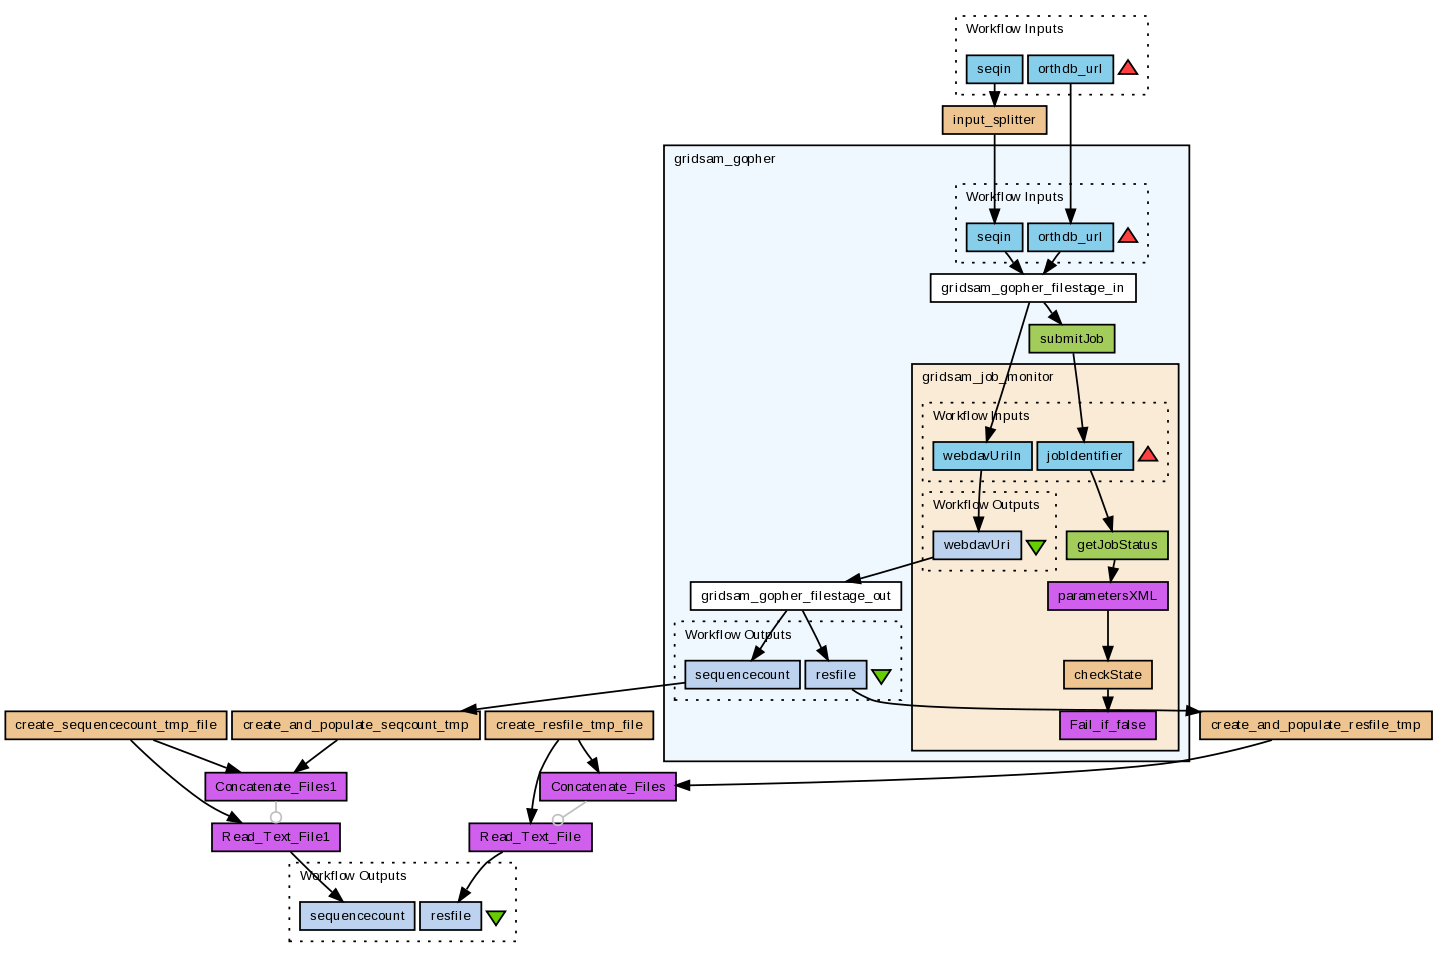 Workflow Inputs
seqin
orthdb_url
input_splitter
gridsam_gopher
Workflow Inputs
seqin
orthdb_url
gridsam_gopher_filestage_in
submitJob
gridsam_job_monitor
Workflow Inputs
webdavUriIn
jobIdentifier
Workflow Outputs
webdavUri
getJobStatus
gridsam_gopher_filestage_out
parametersXML
Workflow Outputs
sequencecount
resfile
checkState
create_sequencecount_tmp_file
create_and_populate_seqcount_tmp
create_resfile_tmp_file
Fail_if_false
create_and_populate_resfile_tmp
Concatenate_Files1
Concatenate_Files
Read_Text_File1
Read_Text_File
Workflow Outputs
sequencecount
resfile